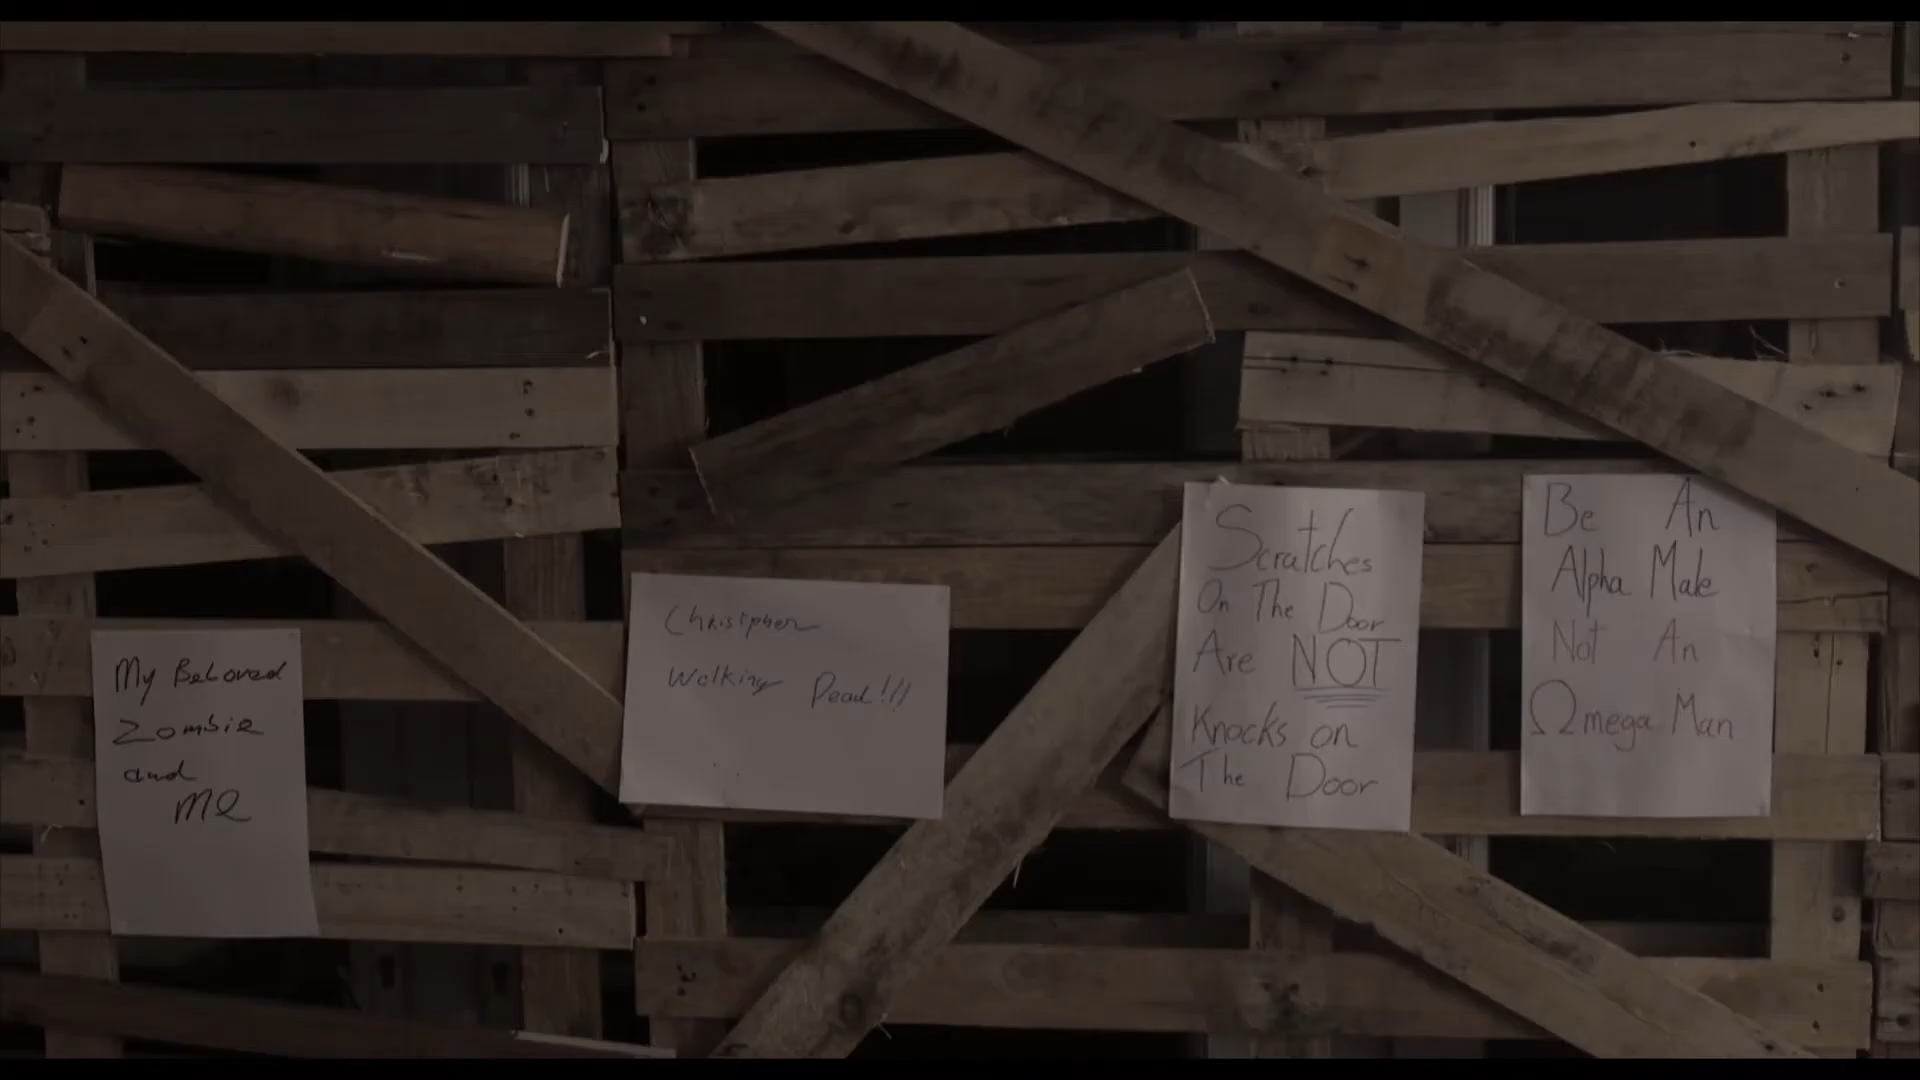 My Beloved
Zombie
and
Me
Christpher
Walking Dead!!!
Scratches
On The Door
Are NOT
Knocks on
The Door
Be An
Alpha Male
Not An
Ωmega Man